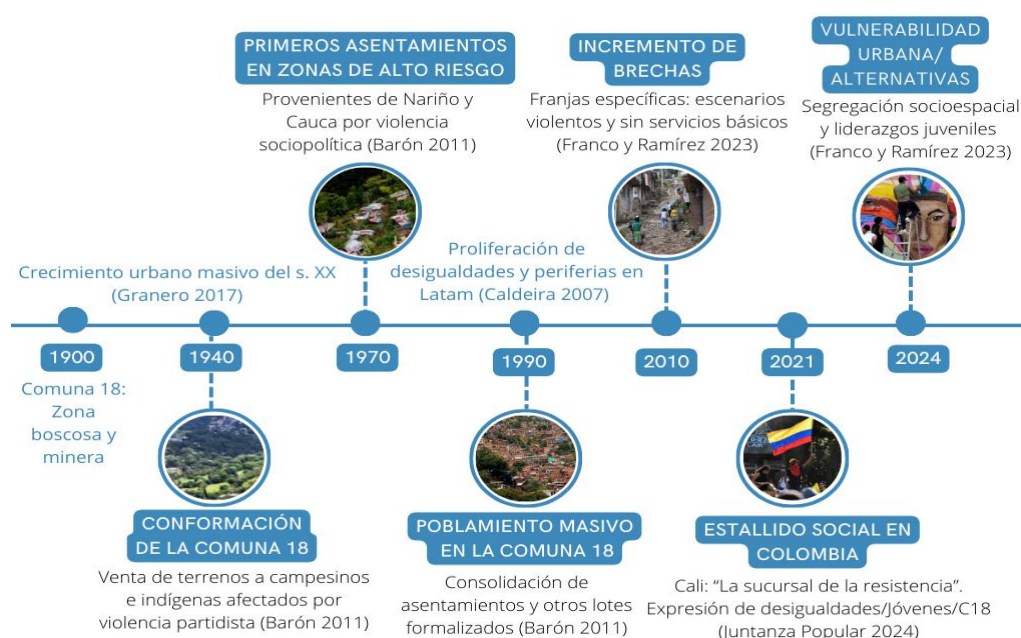 PRIMEROS ASENTAMIENTOS
EN ZONAS DE ALTO RIESGO
Provenientes de Nariño y
Cauca por violencia
sociopolítica (Barón 2011)
INCREMENTO DE
BRECHAS
Franjas específicas: escenarios
violentos y sin servicios básicos
(Franco y Ramírez 2023)
VULNERABILIDAD
URBANA/
ALTERNATIVAS
Segregación socioespacial
y liderazgos juveniles
(Franco y Ramírez 2023)
Crecimiento urbano masivo del s. XX
(Granero 2017)
Proliferación de
desigualdades y periferias en
Latam (Caldeira 2007)
1900
1940
1970
1990
2010
2021
2024
Comuna 18:
Zona
boscosa y
minera
CONFORMACIÓN
DE LA COMUNA 18
Venta de terrenos a campesinos
e indígenas afectados por
violencia partidista (Barón 2011)
POBLAMIENTO MASIVO
EN LA COMUNA 18
Consolidación de
asentamientos y otros lotes
formalizados (Barón 2011)
ESTALLIDO SOCIAL EN
COLOMBIA
Cali: “La sucursal de la resistencia”.
Expresión de desigualdades/Jóvenes/C18
(Juntanza Popular 2024)